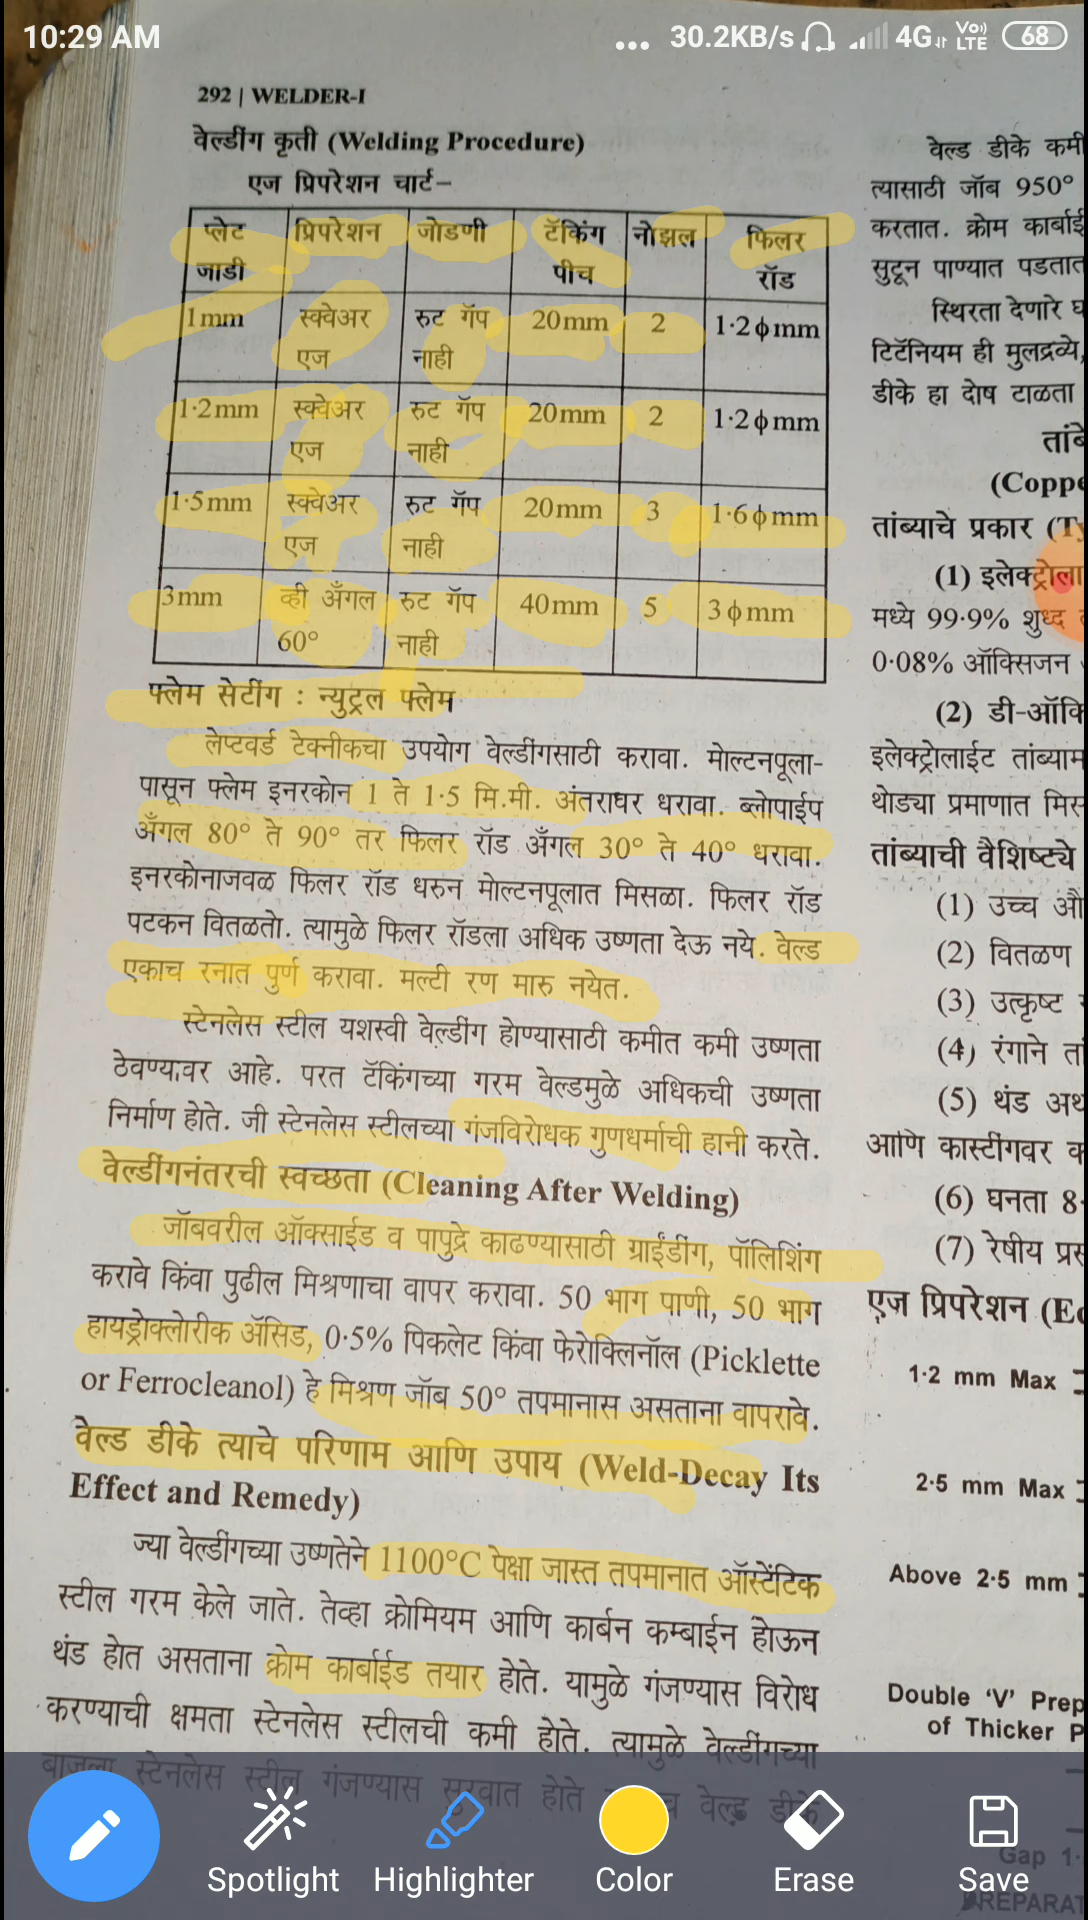 10:29 AM
... 30.2KB/s 4G VoLTE 68
292 | WELDER-I
वेल्डींग कृती (Welding Procedure)
एज प्रिपरेशन चार्ट–
प्लेट जाडी | प्रिपरेशन | जोडणी | टॅकिंग पीच | नोझल | फिलर रॉड
1mm | स्क्वेअर एज | रुट गॅप नाही | 20mm | 2 | 1·2ϕmm
1·2mm | स्क्वेअर एज | रुट गॅप नाही | 20mm | 2 | 1·2ϕmm
1·5mm | स्क्वेअर एज | रुट गॅप नाही | 20mm | 3 | 1·6ϕmm
3mm | व्ही अँगल 60° | रुट गॅप नाही | 40mm | 5 | 3ϕmm
फ्लेम सेटींग : न्युट्रल फ्लेम
लेप्टवर्ड टेक्नीकचा उपयोग वेल्डींगसाठी करावा. मोल्टनपूला-
पासून फ्लेम इनरकोन 1 ते 1·5 मि.मी. अंतराघर धरावा. ब्लोपाईप
अँगल 80° ते 90° तर फिलर रॉड अँगल 30° ते 40° धरावा.
इनरकोनाजवळ फिलर रॉड धरुन मोल्टनपूलात मिसळा. फिलर रॉड
पटकन वितळतो. त्यामुळे फिलर रॉडला अधिक उष्णता देऊ नये. वेल्ड
एकाच रनात पुर्ण करावा. मल्टी रण मारु नयेत.
स्टेनलेस स्टील यशस्वी वेल्डींग होण्यासाठी कमीत कमी उष्णता
ठेवण्यावर आहे. परत टॅकिंगच्या गरम वेल्डमुळे अधिकची उष्णता
निर्माण होते. जी स्टेनलेस स्टीलच्या गंजविरोधक गुणधर्माची हानी करते.
वेल्डींगनंतरची स्वच्छता (Cleaning After Welding)
जॉबवरील ऑक्साईड व पापुद्रे काढण्यासाठी ग्राईंडींग, पॉलिशिंग
करावे किंवा पुढील मिश्रणाचा वापर करावा. 50 भाग पाणी, 50 भाग
हायड्रोक्लोरीक ॲसिड, 0·5% पिकलेट किंवा फेरोक्लिनॉल (Picklette
or Ferrocleanol) हे मिश्रण जॉब 50° तपमानास असताना वापरावे.
वेल्ड डीके त्याचे परिणाम आणि उपाय (Weld-Decay Its
Effect and Remedy)
ज्या वेल्डींगच्या उष्णतेने 1100°C पेक्षा जास्त तपमानात ऑस्टेंटिक
स्टील गरम केले जाते. तेव्हा क्रोमियम आणि कार्बन कम्बाईन होऊन
थंड होत असताना क्रोम कार्बाईड तयार होते. यामुळे गंजण्यास विरोध
करण्याची क्षमता स्टेनलेस स्टीलची कमी होते. त्यामुळे वेल्डींगच्या
बाजूला स्टेनलेस स्टील गंजण्यास सुरुवात होते वेल्ड डीके
वेल्ड डीके कमी
त्यासाठी जॉब 950°
करतात. क्रोम कार्बाई
सुटून पाण्यात पडतात
स्थिरता देणारे
टिटॅनियम ही मुलद्रव्ये,
डीके हा दोष टाळता
तांबे
(Coppe
तांब्याचे प्रकार (T
(1) इलेक्ट्रोला
मध्ये 99·9% शुध्द
0·08% ऑक्सिजन
(2) डी-ऑकि
इलेक्ट्रोलाईट तांब्याम
थोड्या प्रमाणात मिस
तांब्याची वैशिष्ट्ये
(1) उच्च औ
(2) वितळण
(3) उत्कृष्ट
(4) रंगाने तां
(5) थंड अथ
आणि कास्टींगवर
(6) घनता 8·
(7) रेषीय प्रस
एज प्रिपरेशन (Ed
1·2 mm Max
2·5 mm Max
Above 2·5 mm
Double ‘V’ Prep
of Thicker P
Gap 1·
PREPARAT
Spotlight
Highlighter
Color
Erase
Save